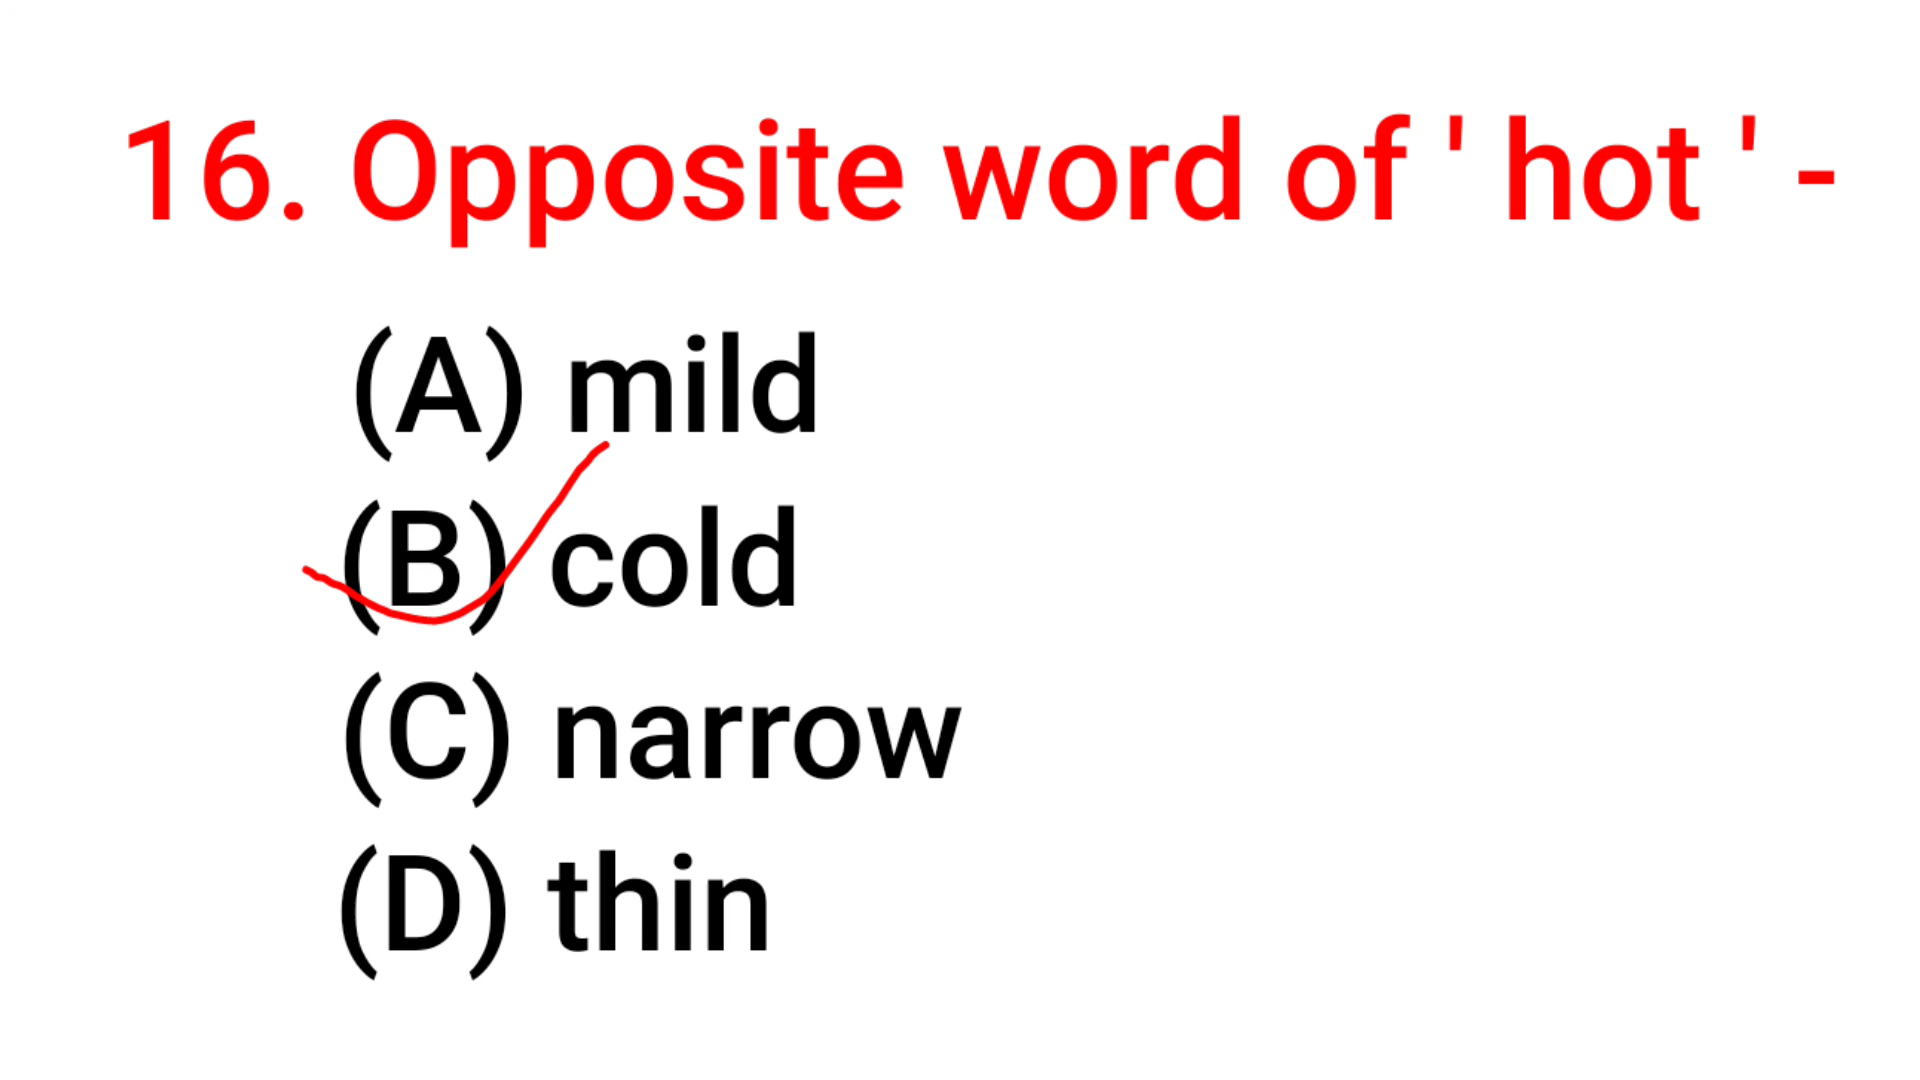 16. Opposite word of ' hot ' -
(A) mild
(B) cold
(C) narrow
(D) thin